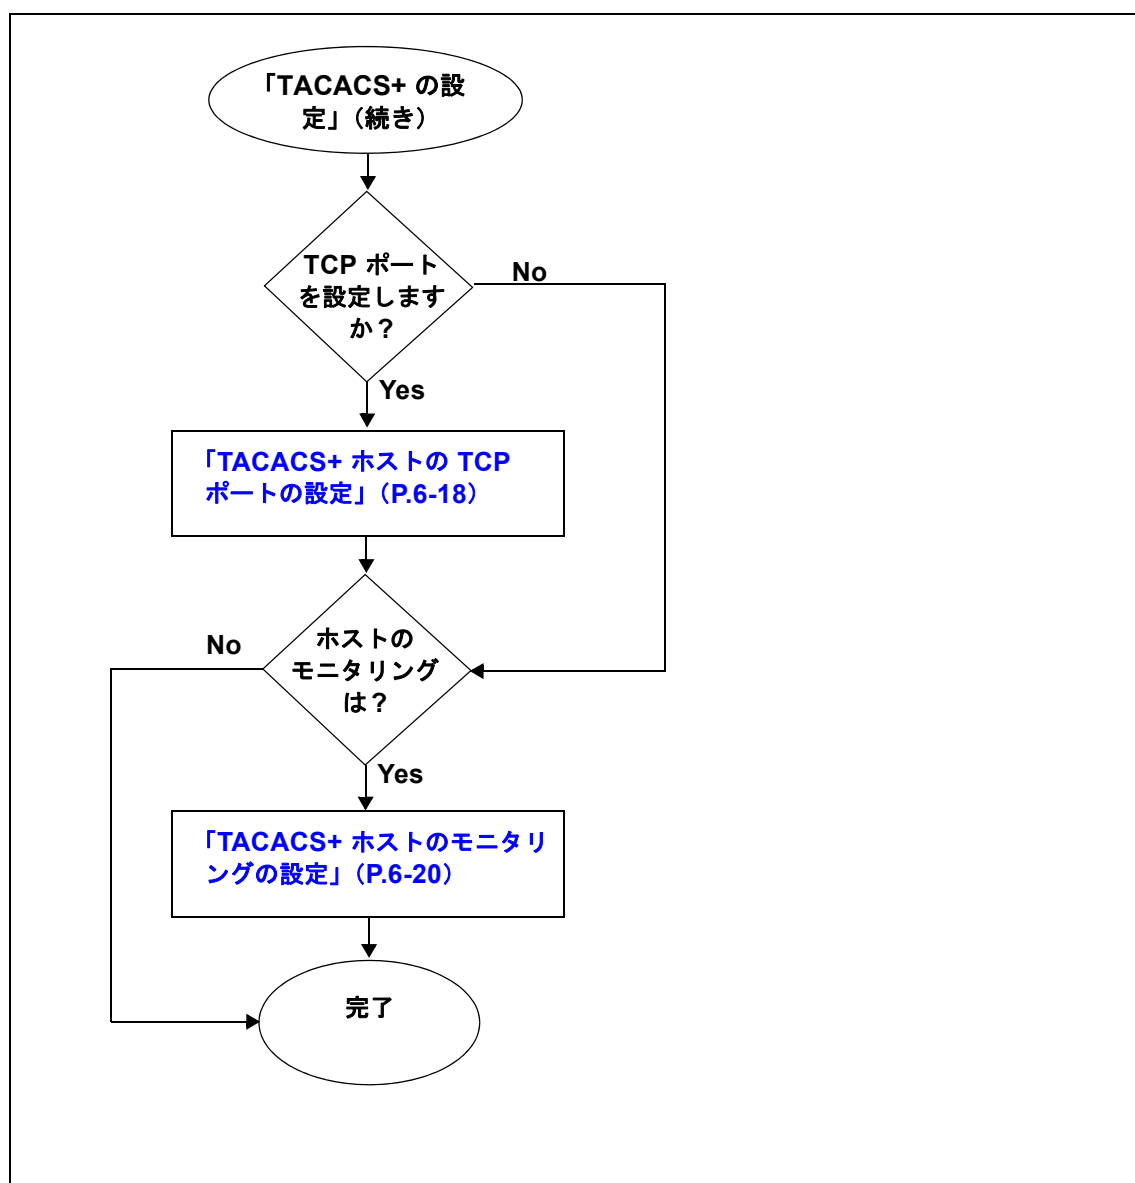 「TACACS+ の設
定」（続き）
TCP ポート
を設定します
か？
No
Yes
「TACACS+ ホストの TCP
ポートの設定」（P.6-18）
ホストの
モニタリング
は？
No
Yes
「TACACS+ ホストのモニタリ
ングの設定」（P.6-20）
完了